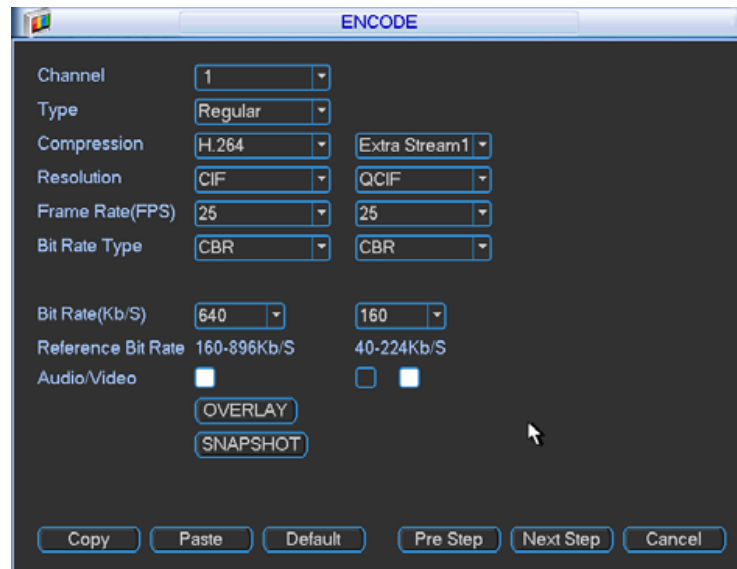 ENCODE
Channel 1
Type Regular
Compression H.264 Extra Stream1
Resolution CIF QCIF
Frame Rate(FPS) 25 25
Bit Rate Type CBR CBR
Bit Rate(Kb/S) 640 160
Reference Bit Rate 160-896Kb/S 40-224Kb/S
Audio/Video
OVERLAY
SNAPSHOT
Copy Paste Default Pre Step Next Step Cancel